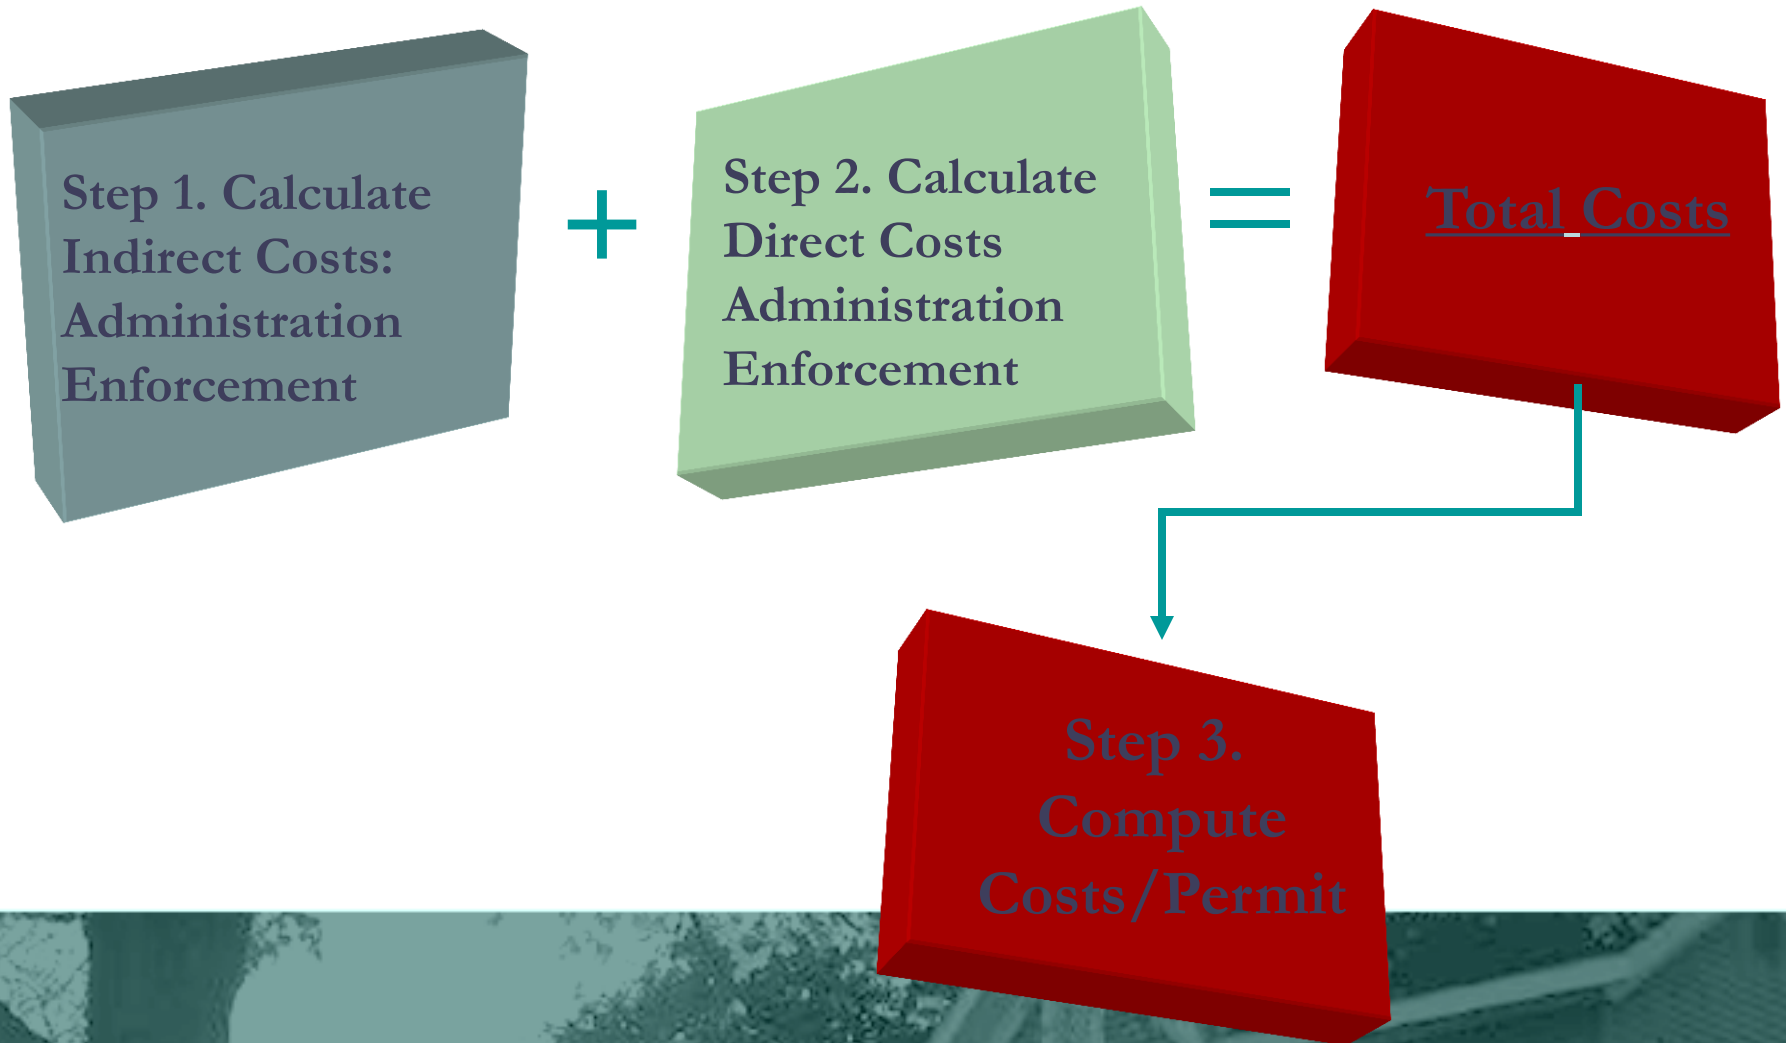 Step 1. Calculate
Indirect Costs:
Administration
Enforcement
+
Step 2. Calculate
Direct Costs
Administration
Enforcement
=
Total Costs
Step 3.
Compute
Costs/Permit